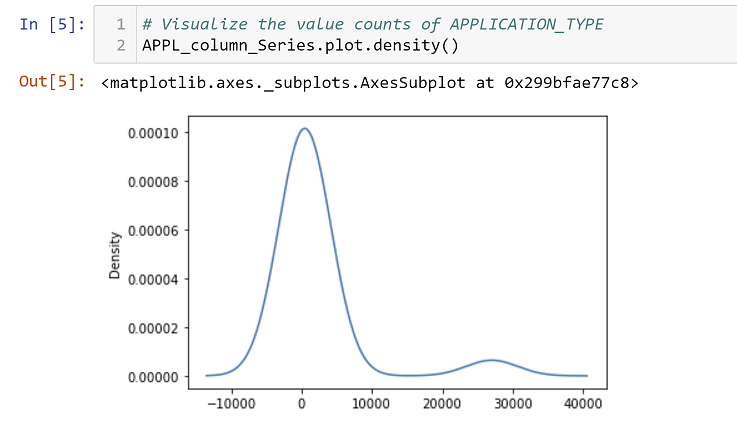 In [5]:
1 # Visualize the value counts of APPLICATION_TYPE
2 APPL_column_Series.plot.density()
Out[5]: <matplotlib.axes._subplots.AxesSubplot at 0x299bfae77c8>
0.00010
0.00008
0.00006
0.00004
0.00002
0.00000
Density
−10000 0 10000 20000 30000 40000